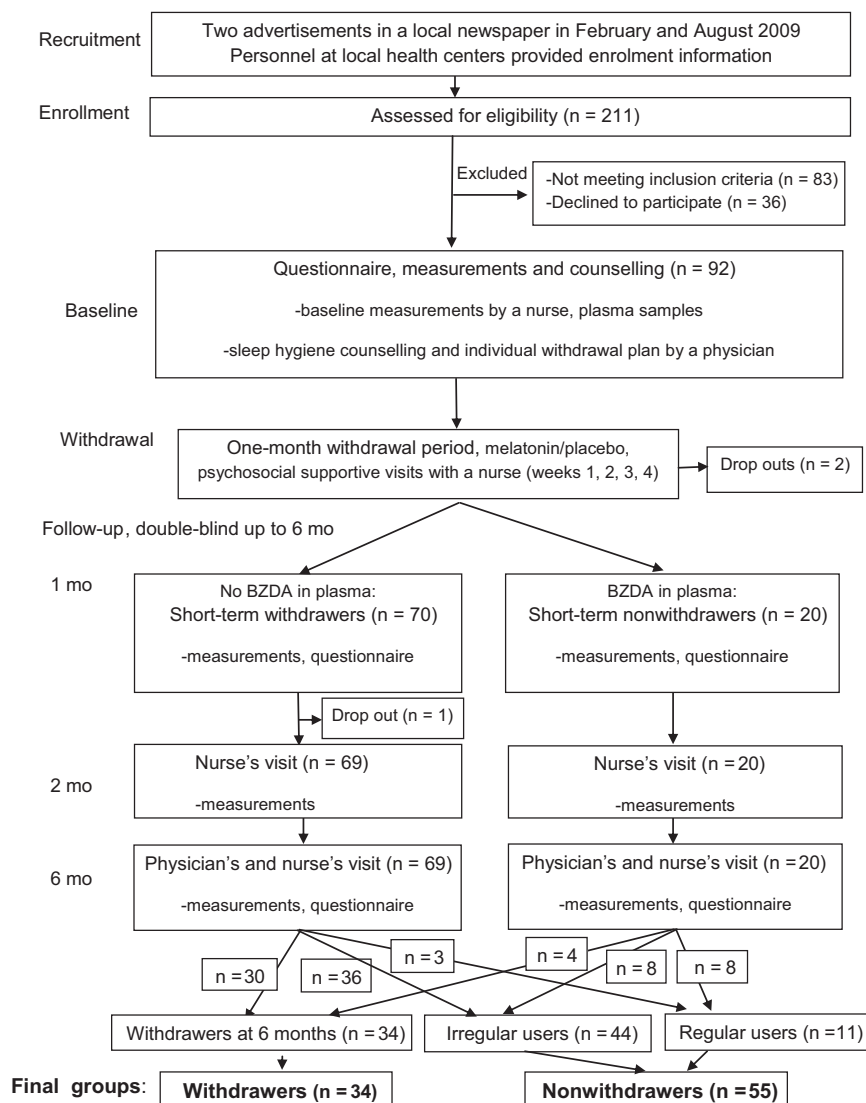 Recruitment
Two advertisements in a local newspaper in February and August 2009
Personnel at local health centers provided enrolment information
Enrollment
Assessed for eligibility (n = 211)
Excluded
-Not meeting inclusion criteria (n = 83)
-Declined to participate (n = 36)
Baseline
Questionnaire, measurements and counselling (n = 92)
-baseline measurements by a nurse, plasma samples
-sleep hygiene counselling and individual withdrawal plan by a physician
Withdrawal
One-month withdrawal period, melatonin/placebo,
psychosocial supportive visits with a nurse (weeks 1, 2, 3, 4)
Drop outs (n = 2)
Follow-up, double-blind up to 6 mo
1 mo
No BZDA in plasma:
Short-term withdrawers (n = 70)
-measurements, questionnaire
BZDA in plasma:
Short-term nonwithdrawers (n = 20)
-measurements, questionnaire
Drop out (n = 1)
2 mo
Nurse's visit (n = 69)
-measurements
Nurse's visit (n = 20)
-measurements
6 mo
Physician's and nurse's visit (n = 69)
-measurements, questionnaire
Physician's and nurse's visit (n = 20)
-measurements, questionnaire
n = 30
n = 36
n = 3
n = 4
n = 8
n = 8
Withdrawers at 6 months (n = 34)
Irregular users (n = 44)
Regular users (n = 11)
Final groups:
Withdrawers (n = 34)
Nonwithdrawers (n = 55)